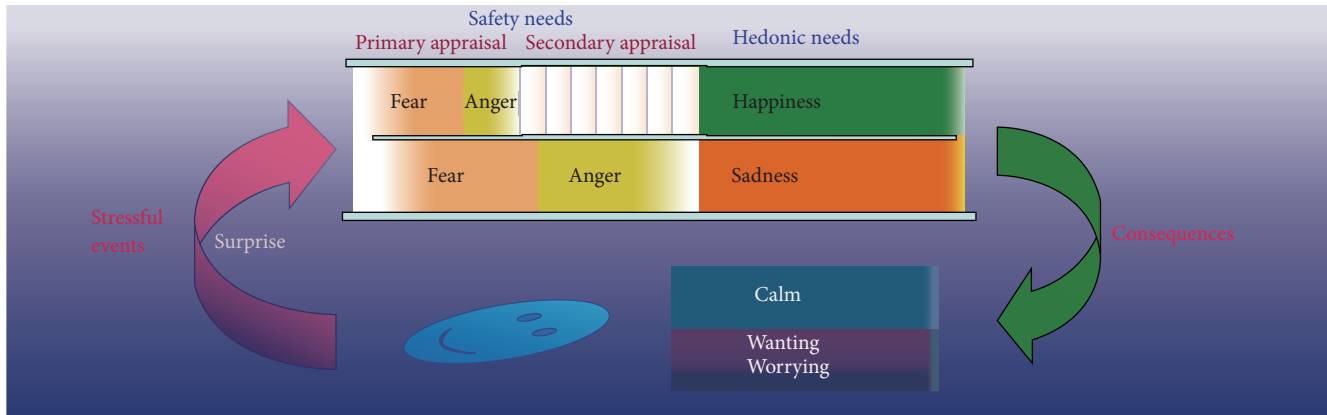 Safety needs
Primary appraisal Secondary appraisal Hedonic needs
Fear Anger Happiness
Fear Anger Sadness
Stressful
events
Surprise
Consequences
Calm
Wanting
Worrying